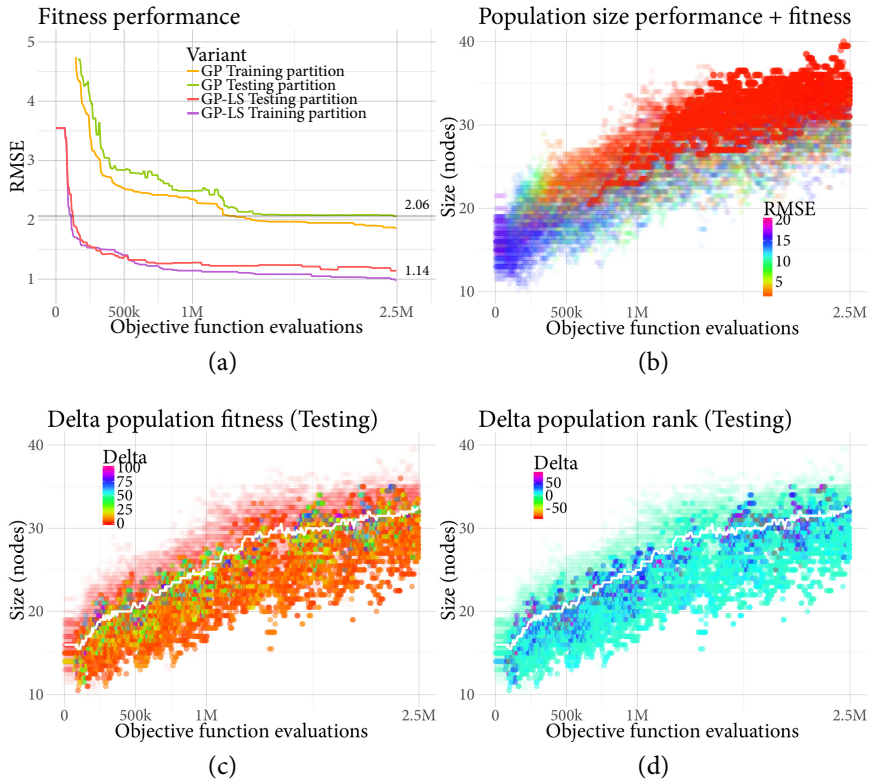 Fitness performance
5
4
3
2
1
RMSE
Variant
GP Training partition
GP Testing partition
GP-LS Testing partition
GP-LS Training partition
2.06
1.14
0 500k 1M 2.5M
Objective function evaluations
(a)
Population size performance + fitness
40
30
20
10
Size (nodes)
RMSE
20
15
10
5
0 500k 1M 2.5M
Objective function evaluations
(b)
Delta population fitness (Testing)
40
30
20
10
Size (nodes)
Delta
100
75
50
25
0
0 500k 1M 2.5M
Objective function evaluations
(c)
Delta population rank (Testing)
40
30
20
10
Size (nodes)
Delta
50
0
-50
0 500k 1M 2.5M
Objective function evaluations
(d)